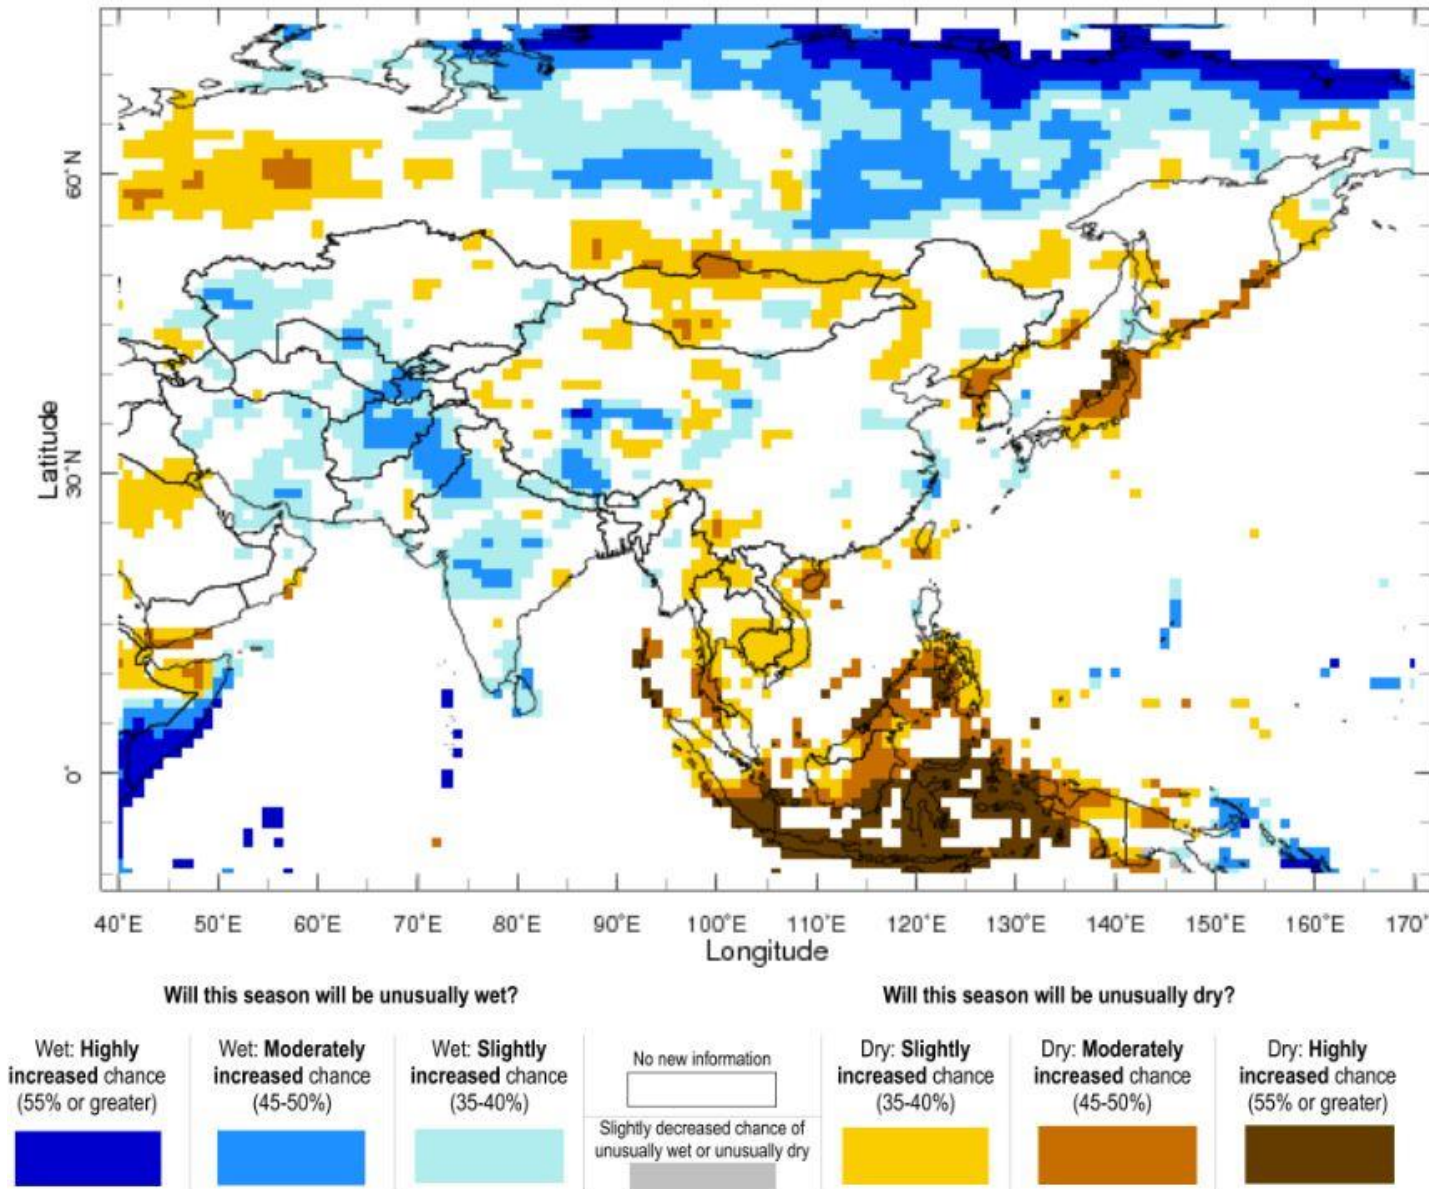 60°N
30°N
0°
Latitude
40°E 50°E 60°E 70°E 80°E 90°E 100°E 110°E 120°E 130°E 140°E 150°E 160°E 170°
Longitude
Will this season will be unusually wet?
Will this season will be unusually dry?
Wet: Highly
increased chance
(55% or greater)
Wet: Moderately
increased chance
(45-50%)
Wet: Slightly
increased chance
(35-40%)
No new information
Slightly decreased chance of
unusually wet or unusually dry
Dry: Slightly
increased chance
(35-40%)
Dry: Moderately
increased chance
(45-50%)
Dry: Highly
increased chance
(55% or greater)